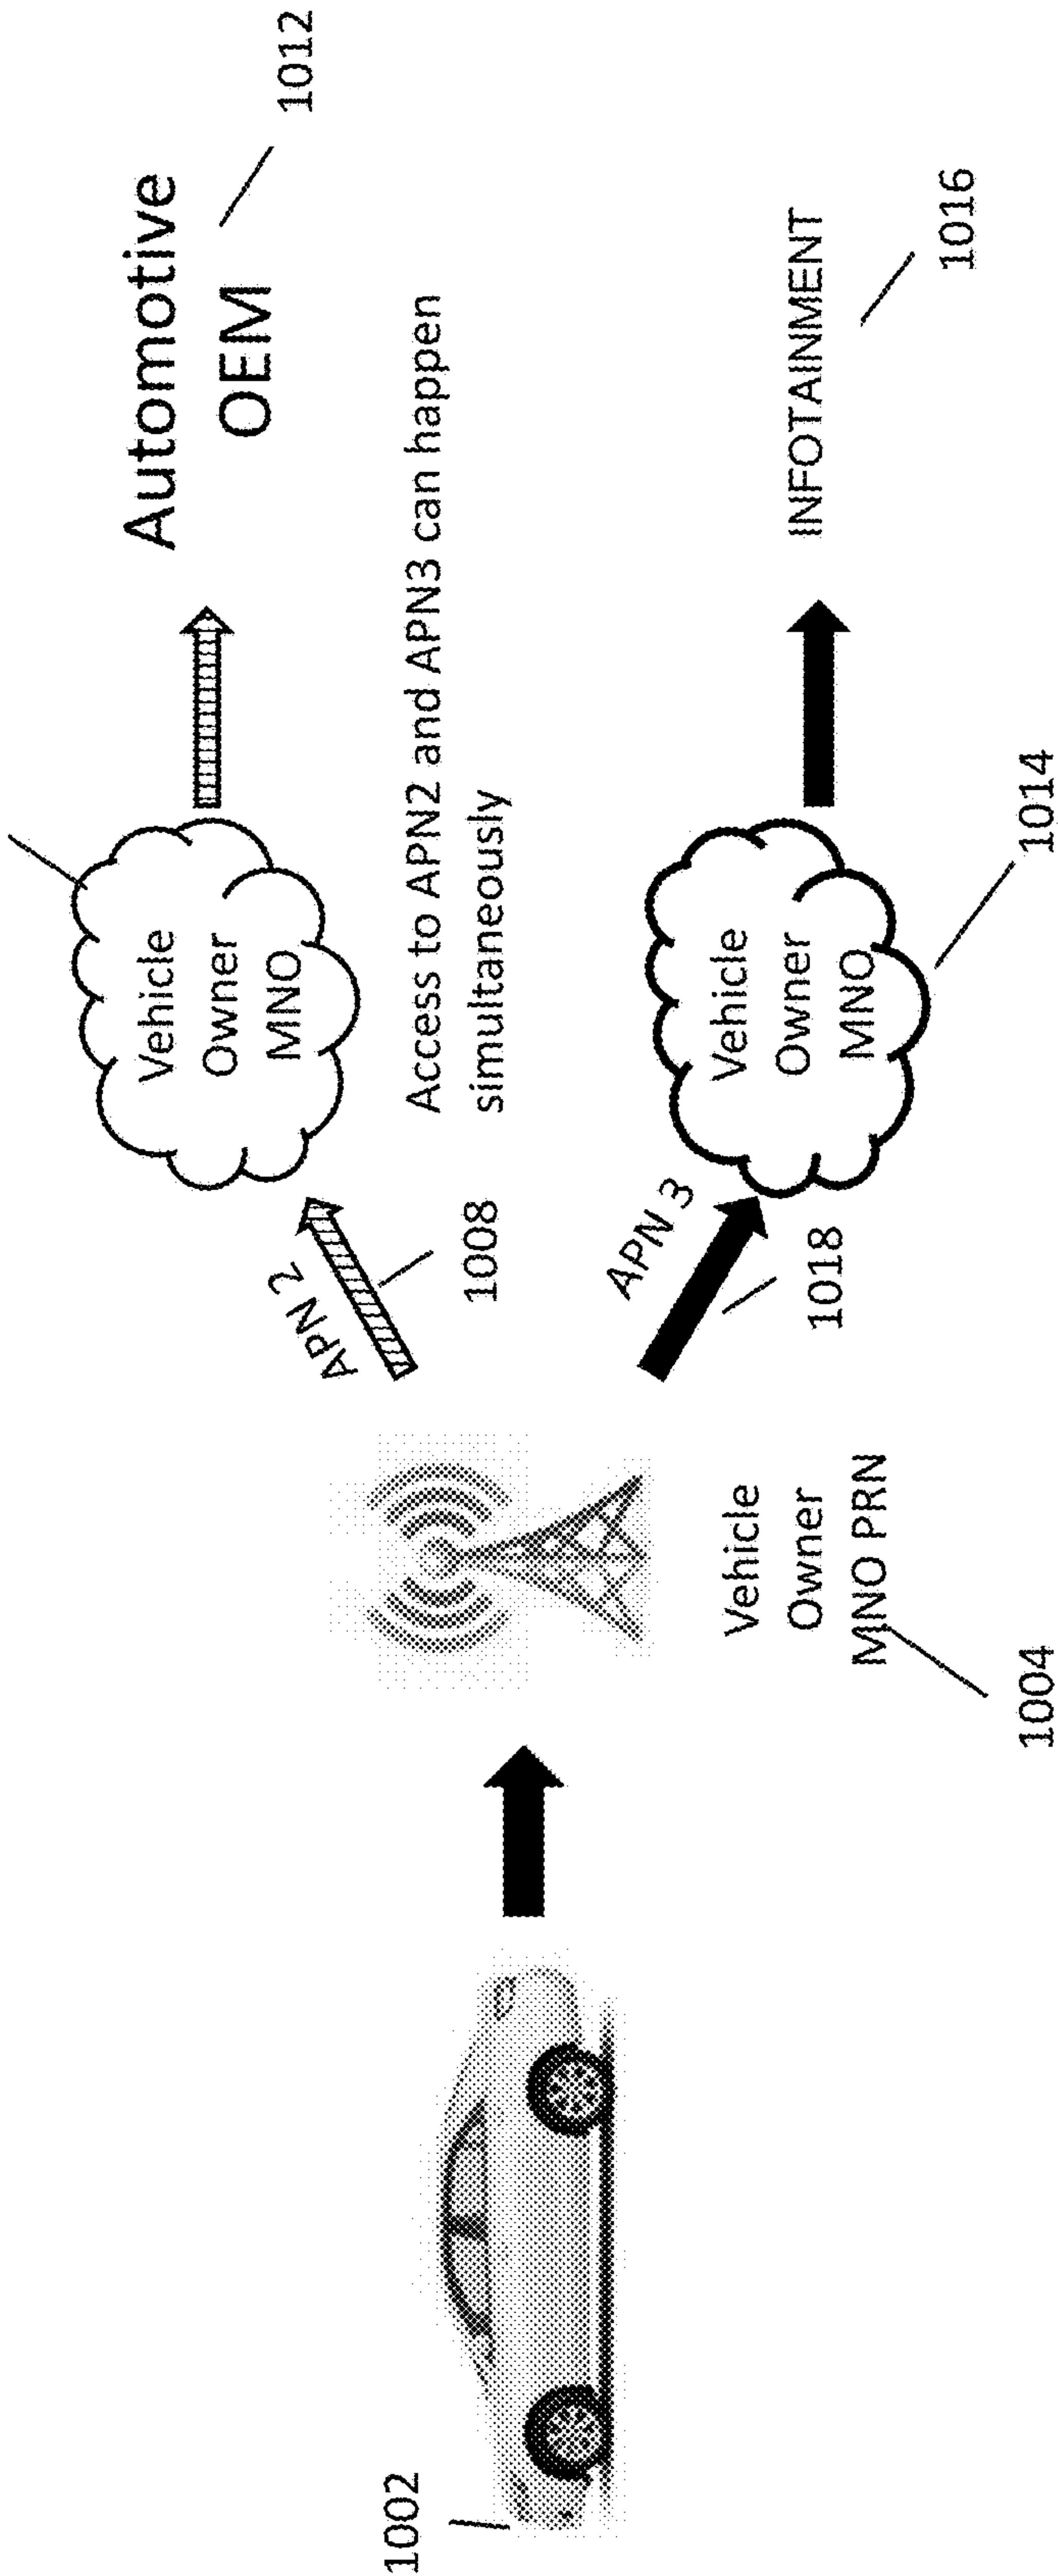 1002
Vehicle
Owner
MNO PRN
1004
APN 2
1008
Vehicle
Owner
MNO
Automotive
OEM
1012
Access to APN2 and APN3 can happen
simultaneously
APN 3
1018
Vehicle
Owner
MNO
1014
INFOTAINMENT
1016